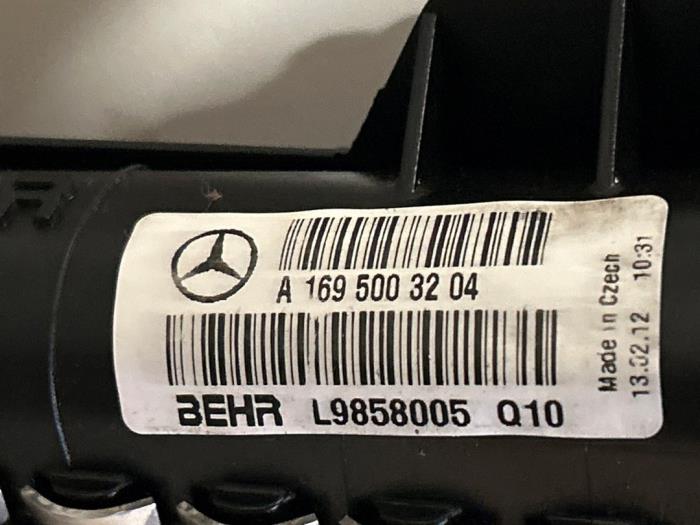 A 169 500 32 04
BEHR L9858005 Q10
Made in Czech
13.02.12 10:31